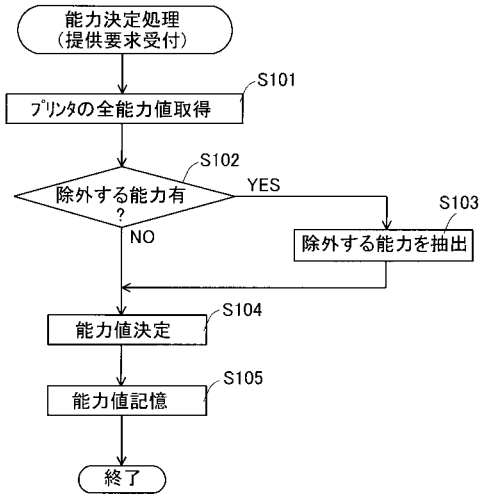 能力決定処理
(提供要求受付)
S101
プリンタの全能力値取得
S102
除外する能力有
?
YES
NO
S103
除外する能力を抽出
S104
能力値決定
S105
能力値記憶
終了